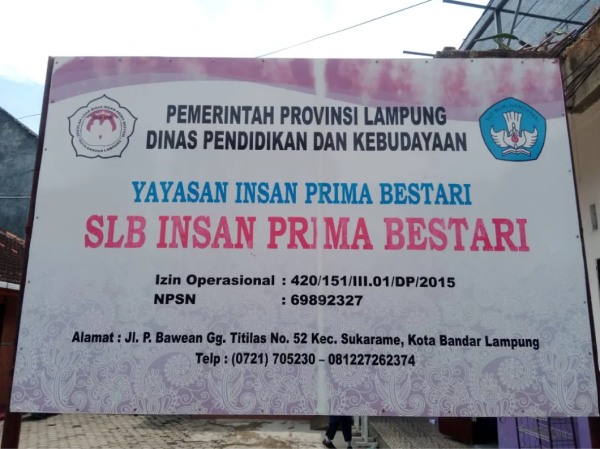 PEMERINTAH PROVINSI LAMPUNG
DINAS PENDIDIKAN DAN KEBUDAYAAN
YAYASAN INSAN PRIMA BESTARI
SLB INSAN PRIMA BESTARI
Izin Operasional : 420/151/III.01/DP/2015
NPSN : 69892327
Alamat : Jl. P. Bawean Gg. Titilas No. 52 Kec. Sukarame, Kota Bandar Lampung
Telp : (0721) 705230 – 081227262374